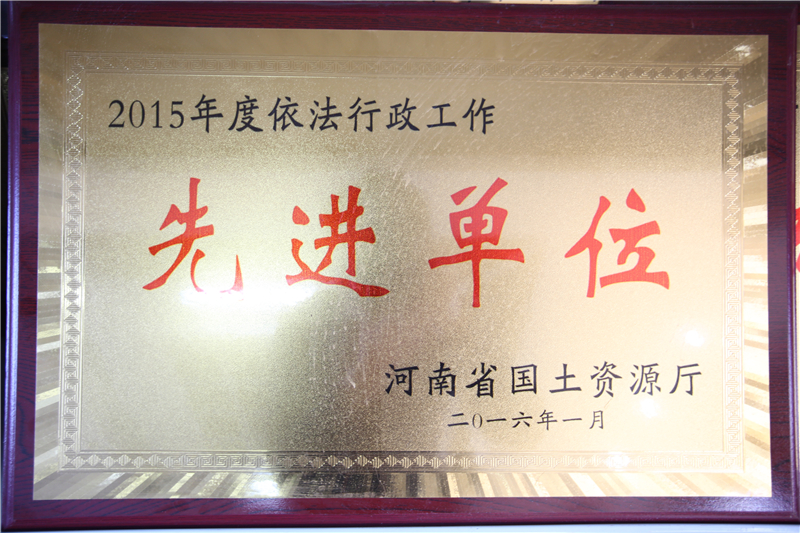 2015年度依法行政工作
先进单位
河南省国土资源厅
二〇一六年一月